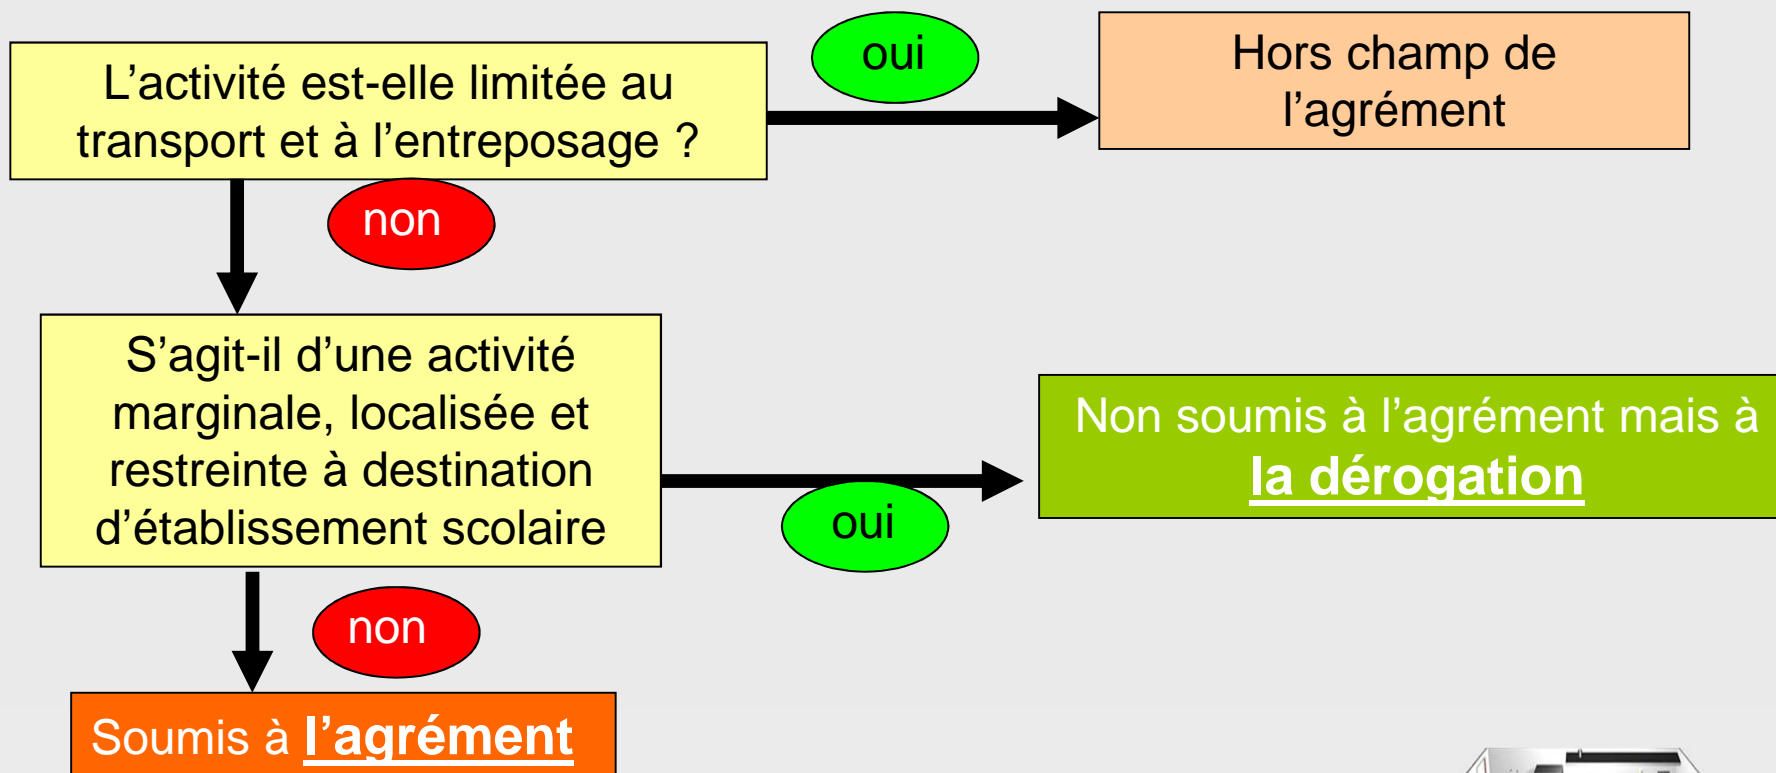 L’activité est-elle limitée au
transport et à l’entreposage ?
oui
Hors champ de
l’agrément
non
S’agit-il d’une activité
marginale, localisée et
restreinte à destination
d’établissement scolaire
oui
Non soumis à l’agrément mais à
la dérogation
non
Soumis à l’agrément